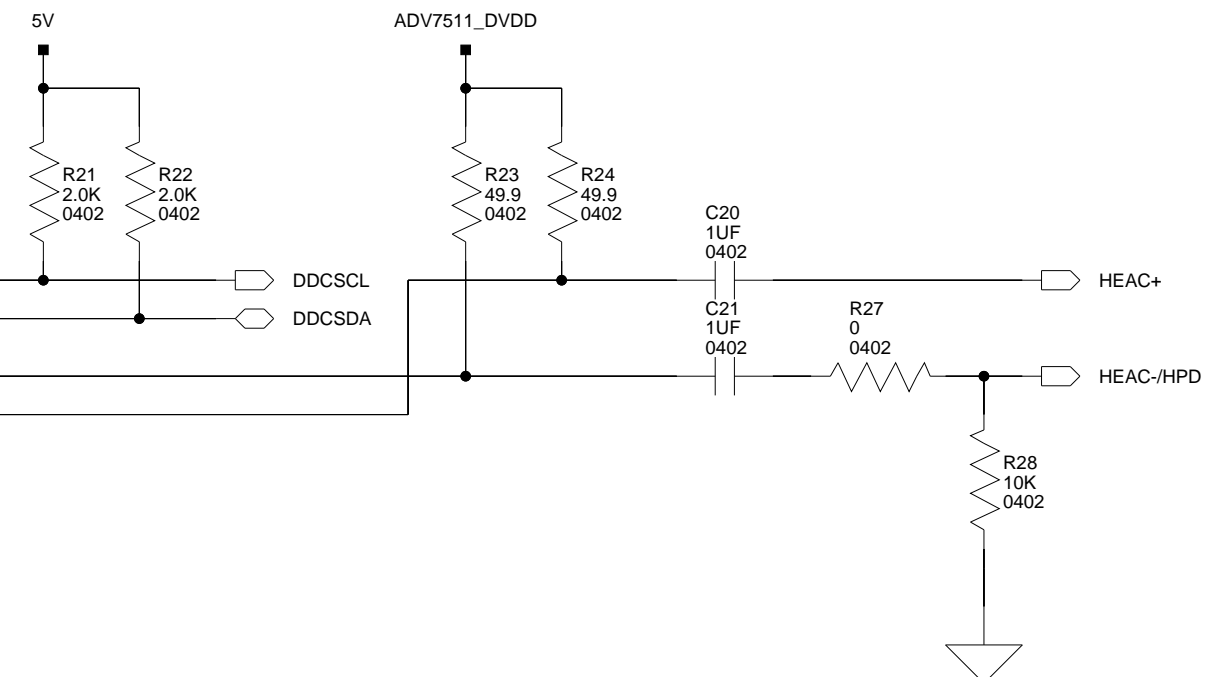 5V
ADV7511_DVDD
R21
2.0K
0402
R22
2.0K
0402
R23
49.9
0402
R24
49.9
0402
C20
1UF
0402
DDCSCL
HEAC+
C21
1UF
0402
R27
0
0402
DDCSDA
HEAC-/HPD
R28
10K
0402